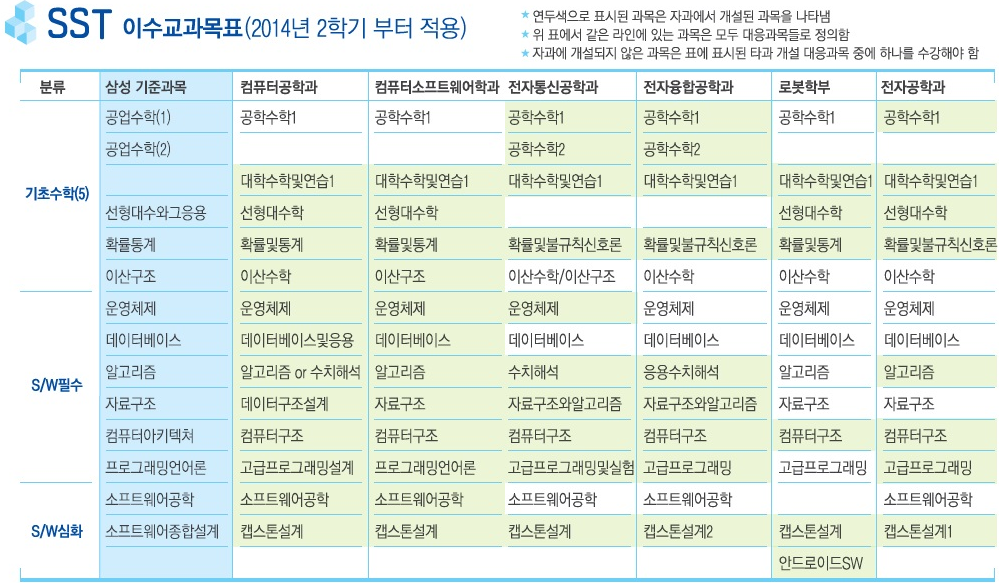 SST 이수교과목표(2014년 2학기 부터 적용)
★ 연두색으로 표시된 과목은 자과에서 개설된 과목을 나타냄
★ 위 표에서 같은 라인에 있는 과목은 모두 대응과목들로 정의함
★ 자과에 개설되지 않은 과목은 표에 표시된 타과 개설 대응과목 중에 하나를 수강해야 함
분류 삼성 기준과목 컴퓨터공학과 컴퓨터소프트웨어학과 전자통신공학과 전자융합공학과 로봇학부 전자공학과
공업수학(1) 공학수학1 공학수학1 공학수학1 공학수학1 공학수학1 공학수학1
공업수학(2) 공학수학2 공학수학2
기초수학(5) 대학수학및연습1 대학수학및연습1 대학수학및연습1 대학수학및연습1 대학수학및연습1 대학수학및연습1
선형대수와그응용 선형대수학 선형대수학 선형대수학 선형대수학
확률통계 확률및통계 확률및통계 확률및불규칙신호론 확률및불규칙신호론 확률및통계 확률및불규칙신호론
이산구조 이산수학 이산구조 이산수학/이산구조 이산수학 이산수학 이산수학
운영체제 운영체제 운영체제 운영체제 운영체제 운영체제 운영체제
데이터베이스 데이터베이스및응용 데이터베이스 데이터베이스 데이터베이스 데이터베이스 데이터베이스
S/W필수 알고리즘 알고리즘 or 수치해석 알고리즘 수치해석 응용수치해석 알고리즘 알고리즘
자료구조 데이터구조설계 자료구조 자료구조와알고리즘 자료구조와알고리즘 자료구조 자료구조
컴퓨터아키텍쳐 컴퓨터구조 컴퓨터구조 컴퓨터구조 컴퓨터구조 컴퓨터구조 컴퓨터구조
프로그래밍언어론 고급프로그래밍설계 프로그래밍언어론 고급프로그래밍및실험 고급프로그래밍 고급프로그래밍 고급프로그래밍
소프트웨어공학 소프트웨어공학 소프트웨어공학 소프트웨어공학 소프트웨어공학 소프트웨어공학
S/W심화 소프트웨어종합설계 캡스톤설계 캡스톤설계 캡스톤설계 캡스톤설계2 캡스톤설계 캡스톤설계1
안드로이드SW